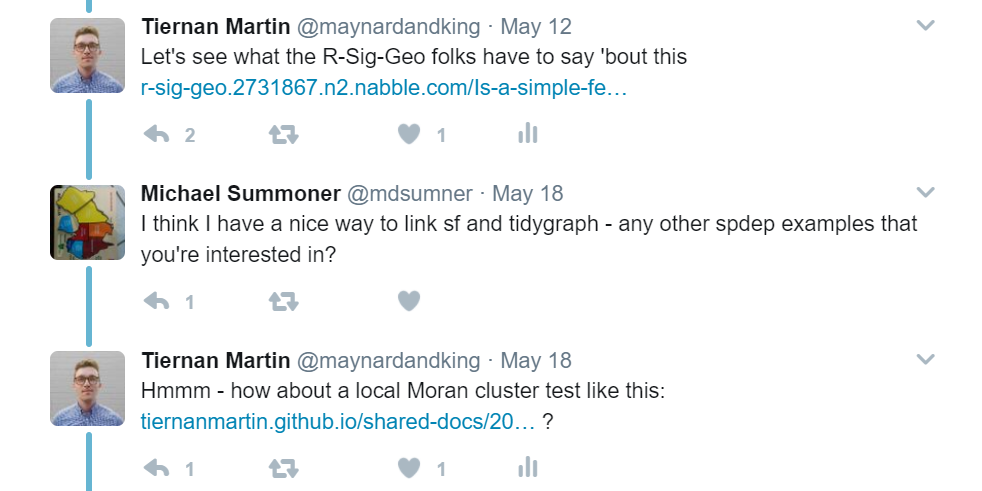 Tiernan Martin @maynardandking · May 12
Let's see what the R-Sig-Geo folks have to say 'bout this
r-sig-geo.2731867.n2.nabble.com/Is-a-simple-fe…
2 1
Michael Summoner @mdsumner · May 18
I think I have a nice way to link sf and tidygraph - any other spdep examples that
you're interested in?
1
Tiernan Martin @maynardandking · May 18
Hmmm - how about a local Moran cluster test like this:
tiernanmartin.github.io/shared-docs/20… ?
1 1